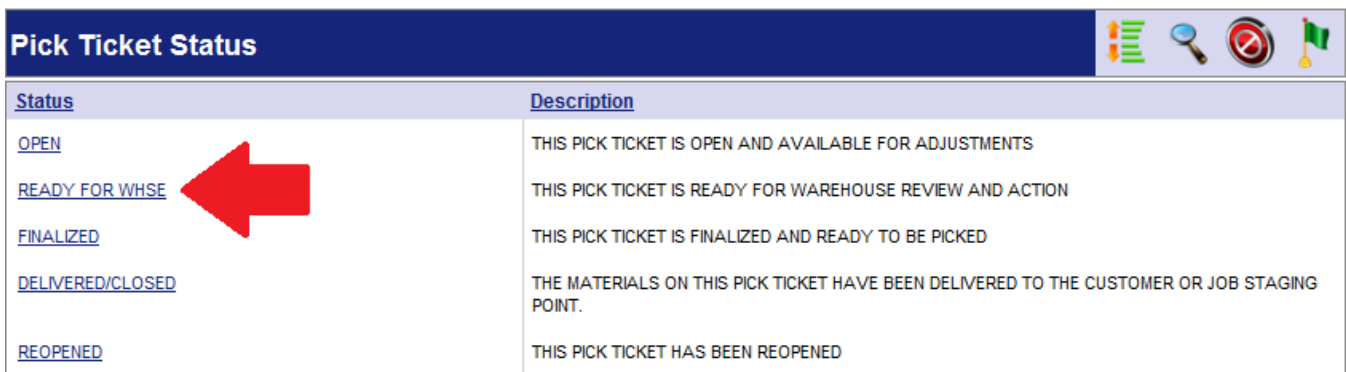 Pick Ticket Status
Status Description
OPEN THIS PICK TICKET IS OPEN AND AVAILABLE FOR ADJUSTMENTS
READY FOR WHSE THIS PICK TICKET IS READY FOR WAREHOUSE REVIEW AND ACTION
FINALIZED THIS PICK TICKET IS FINALIZED AND READY TO BE PICKED
DELIVERED/CLOSED THE MATERIALS ON THIS PICK TICKET HAVE BEEN DELIVERED TO THE CUSTOMER OR JOB STAGING
POINT.
REOPENED THIS PICK TICKET HAS BEEN REOPENED